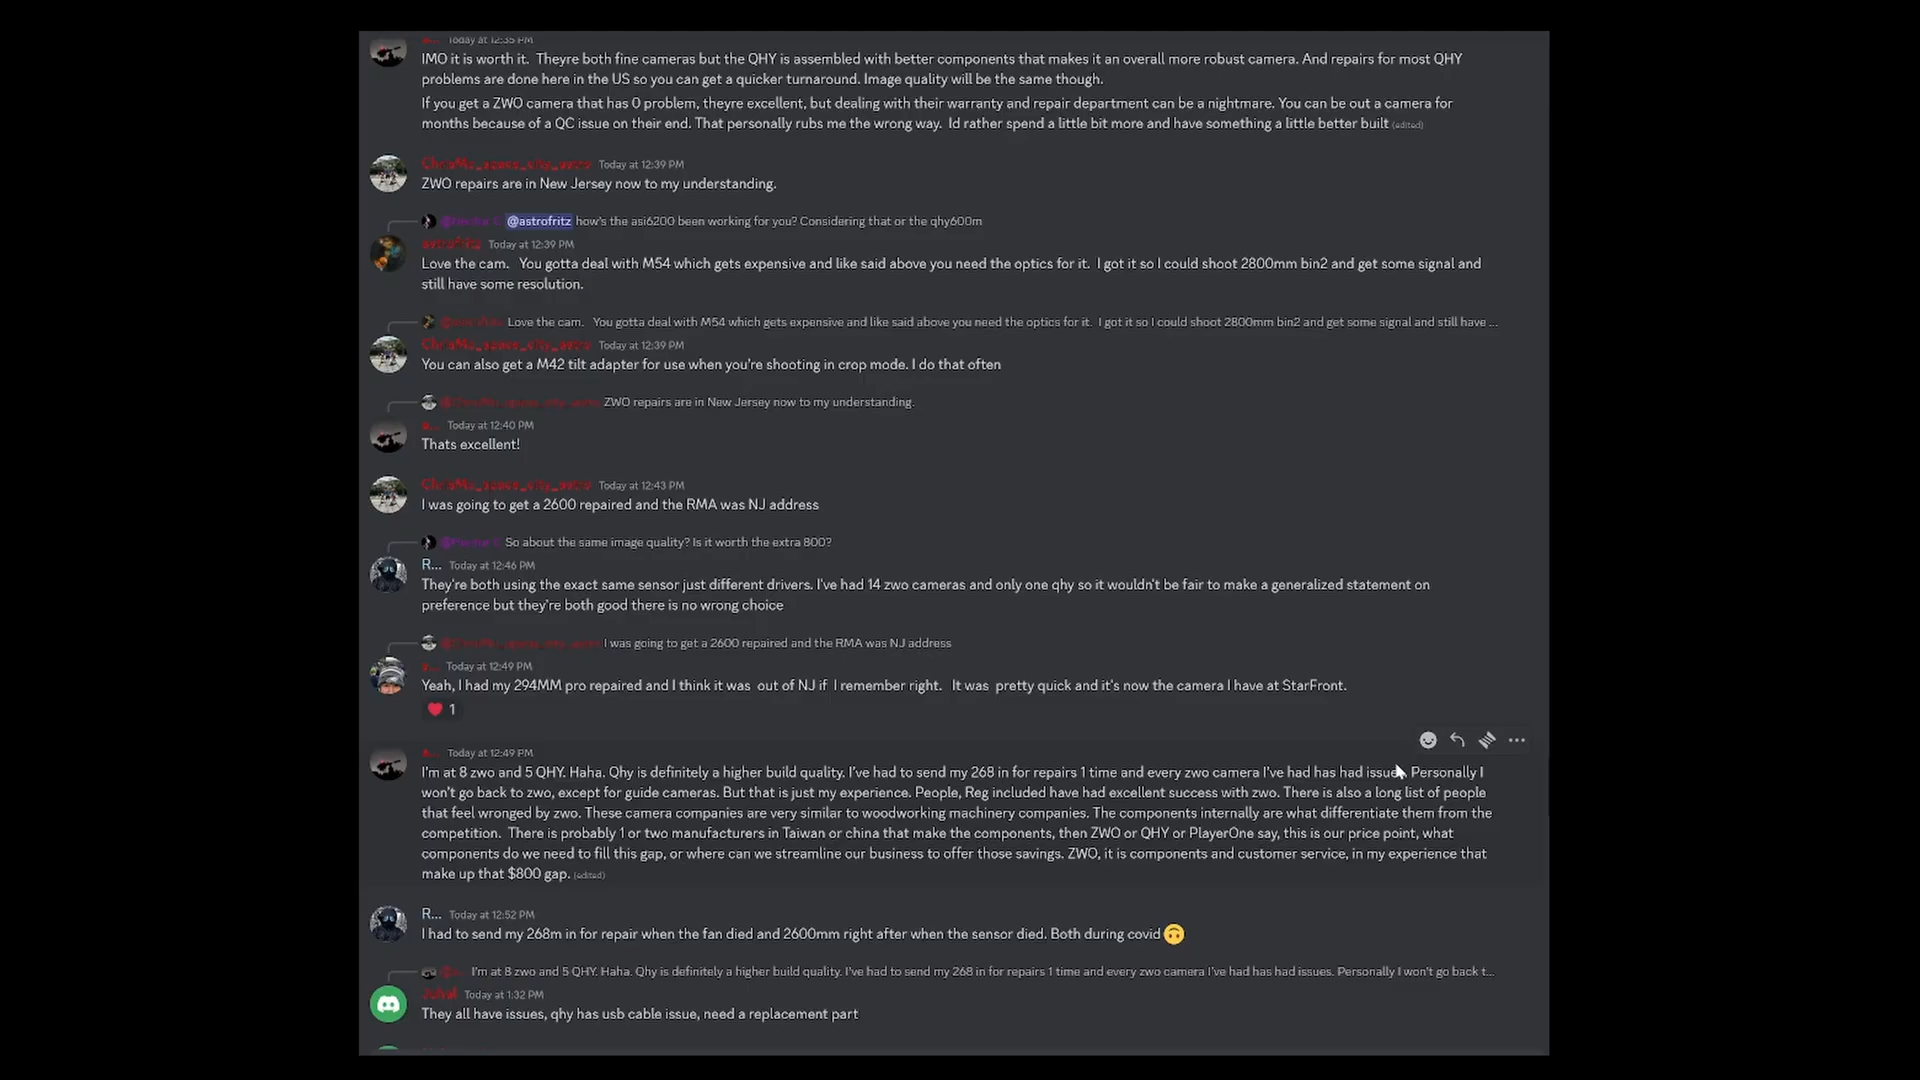 Today at 12:35 PM
IMO it is worth it. Theyre both fine cameras but the QHY is assembled with better components that makes it an overall more robust camera. And repairs for most QHY
problems are done here in the US so you can get a quicker turnaround. Image quality will be the same though.
If you get a ZWO camera that has 0 problem, theyre excellent, but dealing with their warranty and repair department can be a nightmare. You can be out a camera for
months because of a QC issue on their end. That personally rubs me the wrong way. Id rather spend a little bit more and have something a little better built (edited)
Today at 12:39 PM
ZWO repairs are in New Jersey now to my understanding.
@astrofritz how's the asi6200 been working for you? Considering that or the qhy600m
astrofritz Today at 12:39 PM
Love the cam. You gotta deal with M54 which gets expensive and like said above you need the optics for it. I got it so I could shoot 2800mm bin2 and get some signal and
still have some resolution.
Love the cam. You gotta deal with M54 which gets expensive and like said above you need the optics for it. I got it so I could shoot 2800mm bin2 and get some signal and still have ...
Today at 12:39 PM
You can also get a M42 tilt adapter for use when you're shooting in crop mode. I do that often
ZWO repairs are in New Jersey now to my understanding.
Today at 12:40 PM
Thats excellent!
Today at 12:43 PM
I was going to get a 2600 repaired and the RMA was NJ address
So about the same image quality? Is it worth the extra 800?
R... Today at 12:46 PM
They're both using the exact same sensor just different drivers. I've had 14 zwo cameras and only one qhy so it wouldn't be fair to make a generalized statement on
preference but they're both good there is no wrong choice
I was going to get a 2600 repaired and the RMA was NJ address
Today at 12:49 PM
Yeah, I had my 294MM pro repaired and I think it was out of NJ if I remember right. It was pretty quick and it's now the camera I have at StarFront.
1
Today at 12:49 PM
I'm at 8 zwo and 5 QHY. Haha. Qhy is definitely a higher build quality. I've had to send my 268 in for repairs 1 time and every zwo camera I've had has had issues. Personally I
won't go back to zwo, except for guide cameras. But that is just my experience. People, Reg included have had excellent success with zwo. There is also a long list of people
that feel wronged by zwo. These camera companies are very similar to woodworking machinery companies. The components internally are what differentiate them from the
competition. There is probably 1 or two manufacturers in Taiwan or china that make the components, then ZWO or QHY or PlayerOne say, this is our price point, what
components do we need to fill this gap, or where can we streamline our business to offer those savings. ZWO, it is components and customer service, in my experience that
make up that $800 gap. (edited)
R... Today at 12:52 PM
I had to send my 268m in for repair when the fan died and 2600mm right after when the sensor died. Both during covid
I'm at 8 zwo and 5 QHY. Haha. Qhy is definitely a higher build quality. I've had to send my 268 in for repairs 1 time and every zwo camera I've had has had issues. Personally I won't go back t...
Today at 1:32 PM
They all have issues, qhy has usb cable issue, need a replacement part